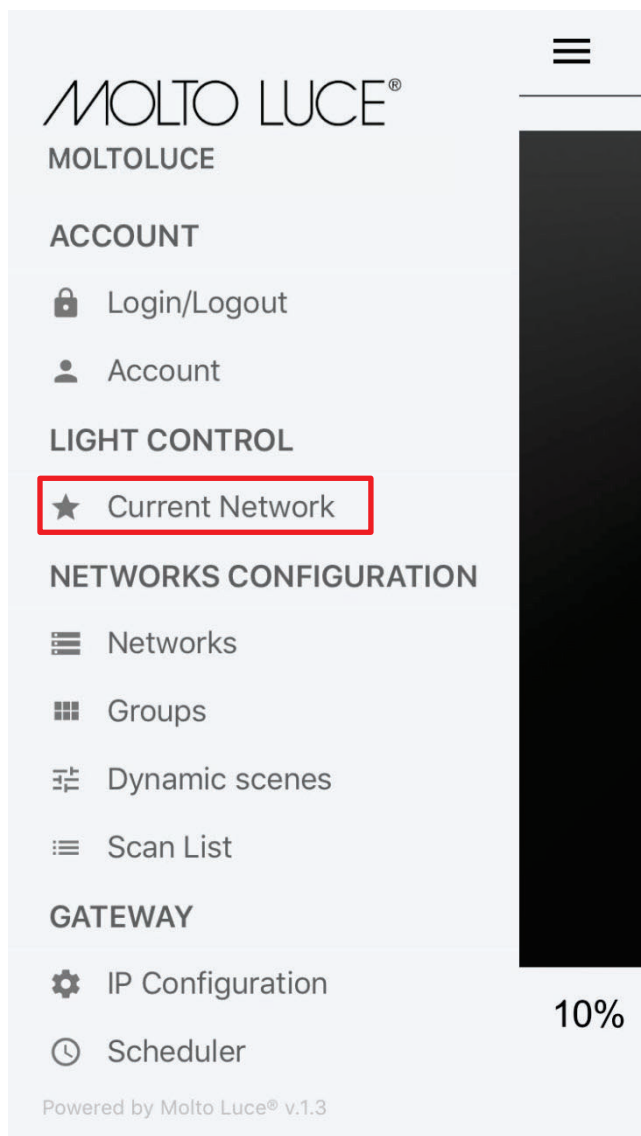 MOLTO LUCE®
MOLTOLUCE
ACCOUNT
Login/Logout
Account
LIGHT CONTROL
Current Network
NETWORKS CONFIGURATION
Networks
Groups
Dynamic scenes
Scan List
GATEWAY
IP Configuration
10%
Scheduler
Powered by Molto Luce® v.1.3